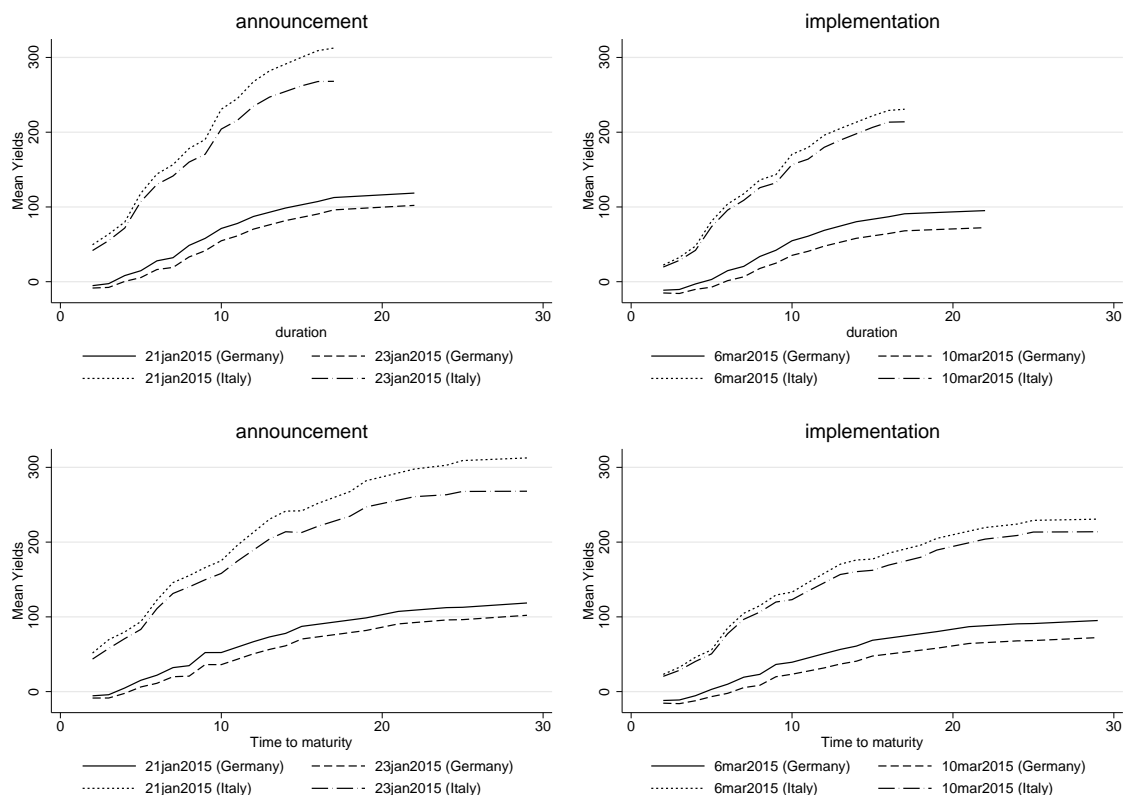 announcement
Mean Yields
0 100 200 300
0 10 20 30
duration
21jan2015 (Germany) 23jan2015 (Germany)
21jan2015 (Italy) 23jan2015 (Italy)
implementation
Mean Yields
0 100 200 300
0 10 20 30
duration
6mar2015 (Germany) 10mar2015 (Germany)
6mar2015 (Italy) 10mar2015 (Italy)
announcement
Mean Yields
0 100 200 300
0 10 20 30
Time to maturity
21jan2015 (Germany) 23jan2015 (Germany)
21jan2015 (Italy) 23jan2015 (Italy)
implementation
Mean Yields
0 100 200 300
0 10 20 30
Time to maturity
6mar2015 (Germany) 10mar2015 (Germany)
6mar2015 (Italy) 10mar2015 (Italy)